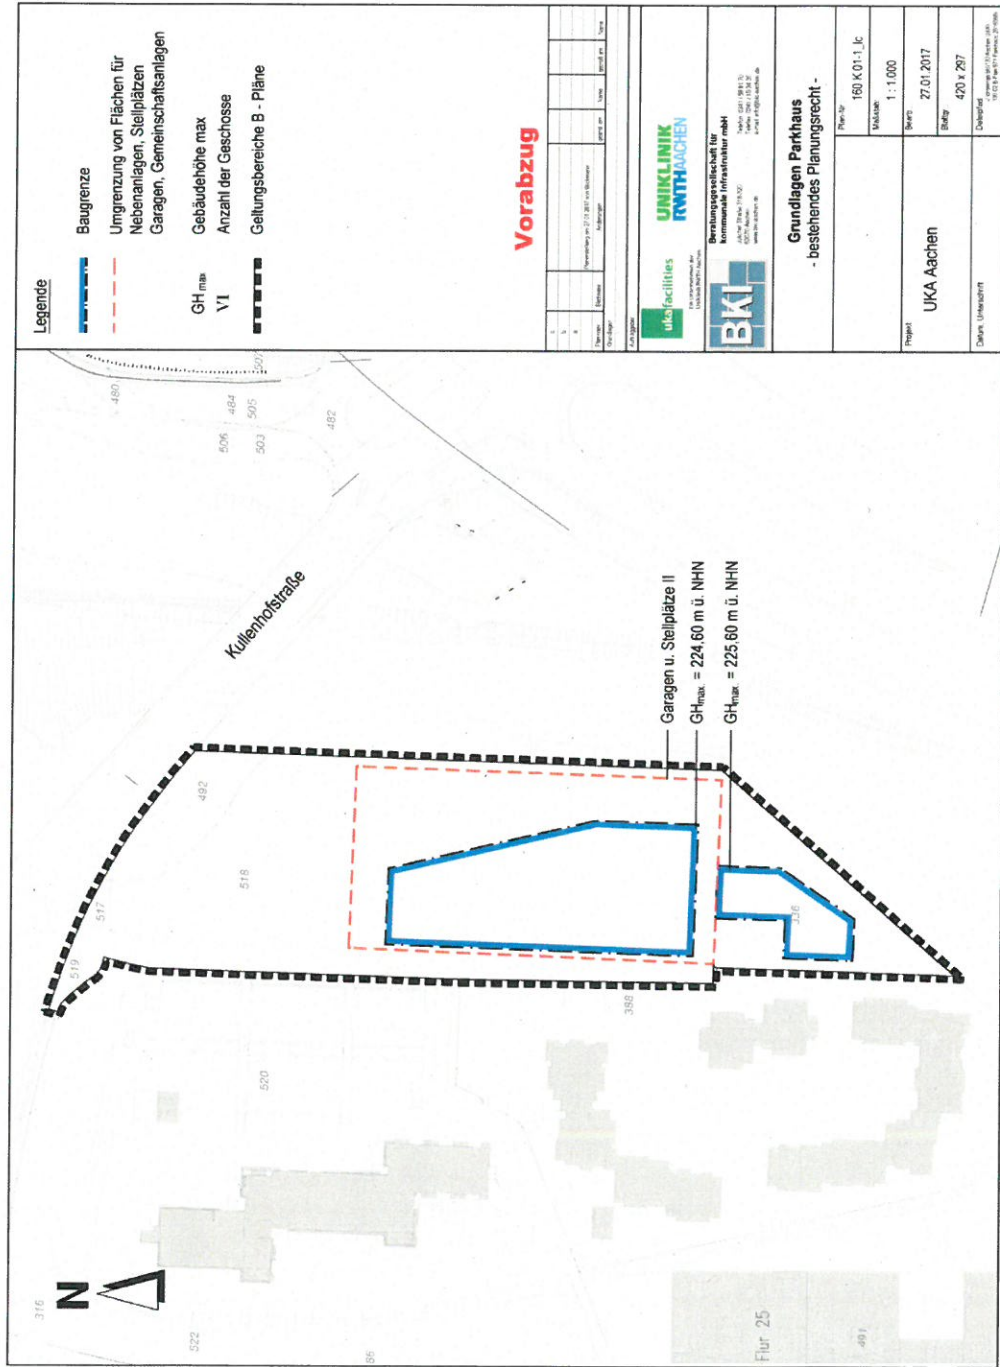 Legende
Baugrenze
Umgrenzung von Flächen für
Nebenanlagen, Stellplätzen
Garagen, Gemeinschaftsanlagen
GH max
Gebäudehöhe max
VI
Anzahl der Geschosse
Geltungsbereiche B - Pläne
Vorabzug
ukafacilities
UNIKLINIK
RWTHAACHEN
BKI
Beratungsgesellschaft für
kommunale Infrastruktur mbH
Grundlagen Parkhaus
- bestehendes Planungsrecht -
Plan-Nr
160 K 01-1_lc
Maßstab:
1 : 1.000
Projekt
UKA Aachen
27.01.2017
420 x 297
Datum, Unterschrift
N
Kullenhofstraße
Garagen u. Stellplätze II
GHmax. = 224,60 m ü. NHN
GHmax. = 225,60 m ü. NHN
316
522
520
519
517
518
492
388
336
480
484
506
505
503
507
482
Flur 25
491